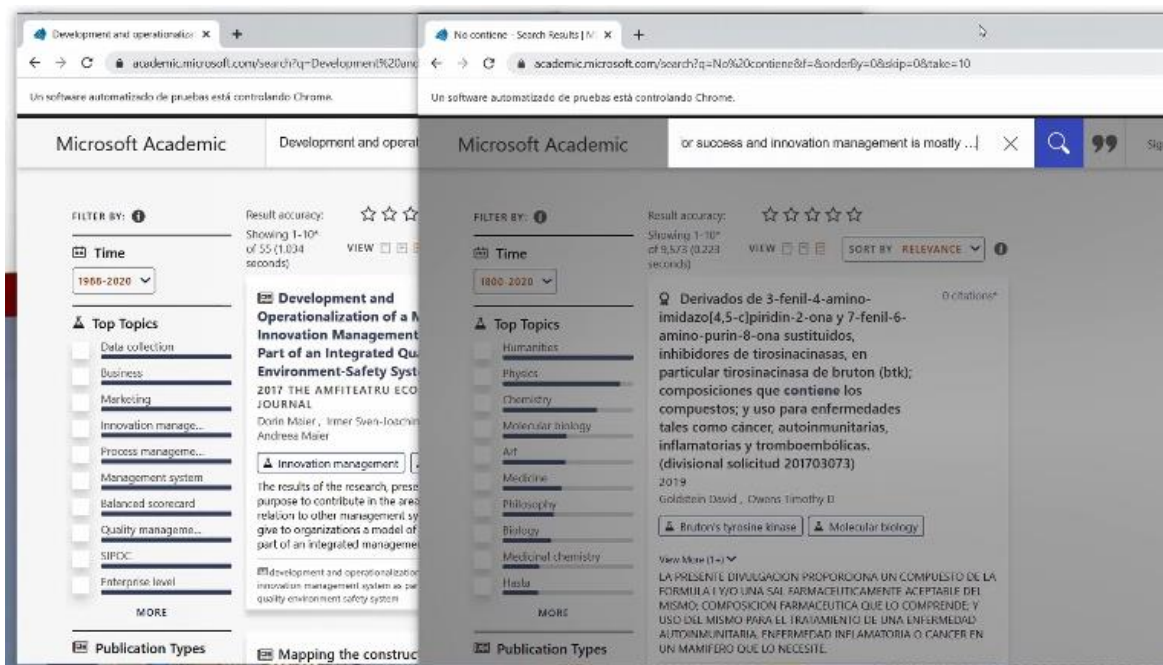 Development and operationaliz
academic.microsoft.com/search?q=Development%20and
Un software automatizado de pruebas está controlando Chrome.
Microsoft Academic
Development and operat
FILTER BY:
Time
1986-2020
Top Topics
Data collection
Business
Marketing
Innovation manage...
Process manageme...
Management system
Balanced scorecard
Quality manageme...
SIPOC
Enterprise level
MORE
Publication Types
Result accuracy:
Showing 1-10*
of 55 (1.034
seconds)
VIEW
Development and
Operationalization of a M
Innovation Management
Part of an Integrated Qu
Environment-Safety Syst
2017 THE AMFITEATRU ECO
JOURNAL
Dorin Maier, Irmer Sven-Joachim
Andreea Maier
Innovation management
The results of the research, prese
purpose to contribute in the area
relation to other management sy
give to organizations a model of
part of an integrated manageme
development and operationalization
innovation management system as par
quality environment safety system
Mapping the construc
No contiene - Search Results | M
academic.microsoft.com/search?q=No%20contiene&f=&orderBy=0&skip=0&take=10
Un software automatizado de pruebas está controlando Chrome.
Microsoft Academic
or success and innovation management is mostly ...
Sig
FILTER BY:
Time
1800-2020
Top Topics
Humanities
Physics
Chemistry
Molecular biology
Art
Medicine
Philosophy
Biology
Medicinal chemistry
Hasta
MORE
Publication Types
Result accuracy:
Showing 1-10*
of 9,573 (0.223
seconds)
VIEW
SORT BY RELEVANCE
Derivados de 3-fenil-4-amino-
imidazo[4,5-c]piridin-2-ona y 7-fenil-6-
amino-purin-8-ona sustituidos,
inhibidores de tirosinacinasas, en
particular tirosinacinasa de bruton (btk);
composiciones que contiene los
compuestos; y uso para enfermedades
tales como cáncer, autoinmunitarias,
inflamatorias y tromboembólicas.
(divisional solicitud 201703073)
0 citations*
2019
Goldstein David, Owens Timothy D
Bruton's tyrosine kinase
Molecular biology
View More (1+)
LA PRESENTE DIVULGACION PROPORCIONA UN COMPUESTO DE LA
FORMULA I Y/O UNA SAL FARMACEUTICAMENTE ACEPTABLE DEL
MISMO; COMPOSICION FARMACEUTICA QUE LO COMPRENDE; Y
USO DEL MISMO PARA EL TRATAMIENTO DE UNA ENFERMEDAD
AUTOINMUNITARIA, ENFERMEDAD INFLAMATORIA O CANCER EN
UN MAMIFERO QUE LO NECESITE.